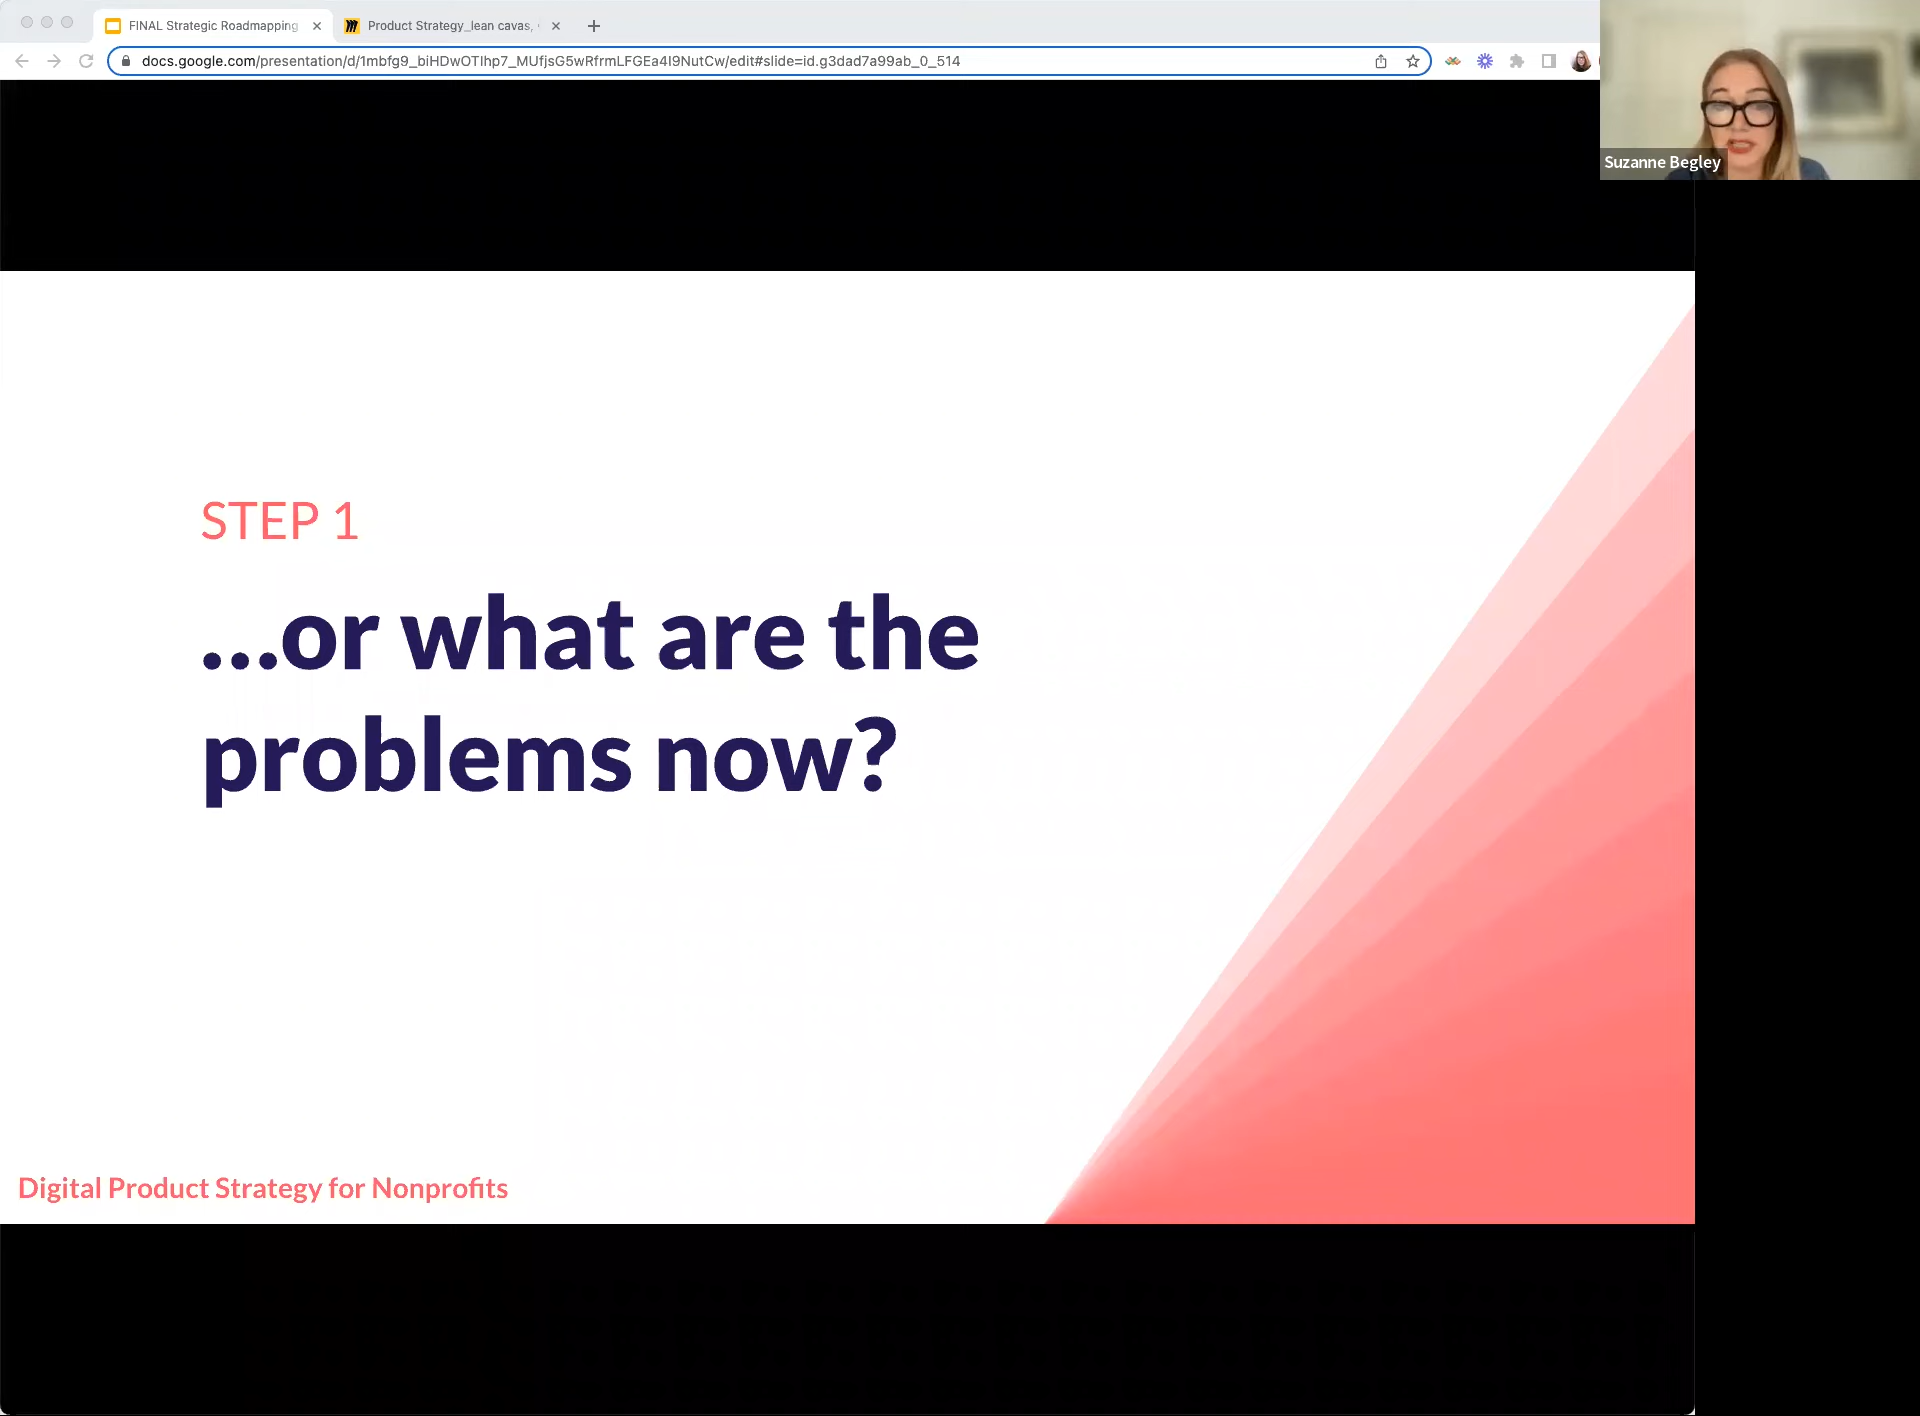 FINAL Strategic Roadmapping
Product Strategy_lean cavas,
docs.google.com/presentation/d/1mbfg9_biHDwOTIhp7_MUfjsG5wRfrmLFGEa4I9NutCw/edit#slide=id.g3dad7a99ab_0_514
Suzanne Begley
STEP 1
...or what are the
problems now?
Digital Product Strategy for Nonprofits